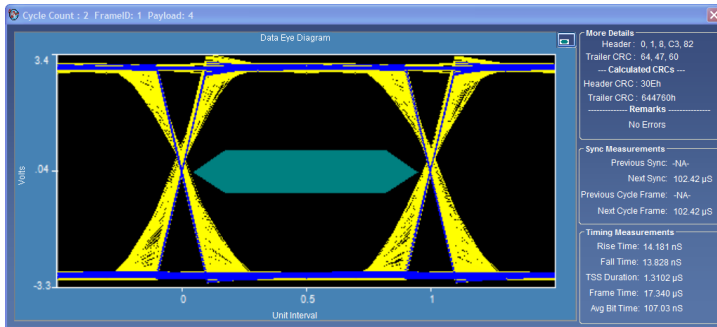 Cycle Count : 2 FrameID: 1 Payload: 4
Data Eye Diagram
3.4
.04
-3.3
Volts
0
0.5
1
Unit Interval
More Details
Header : 0, 1, 8, C3, 82
Trailer CRC : 64, 47, 60
--- Calculated CRCs ---
Header CRC : 30Eh
Trailer CRC : 644760h
------------- Remarks --------------
No Errors
Sync Measurements
Previous Sync: -NA-
Next Sync: 102.42 µS
Previous Cycle Frame: -NA-
Next Cycle Frame: 102.42 µS
Timing Measurements
Rise Time: 14.181 nS
Fall Time: 13.828 nS
TSS Duration: 1.3102 µS
Frame Time: 17.340 µS
Avg Bit Time: 107.03 nS